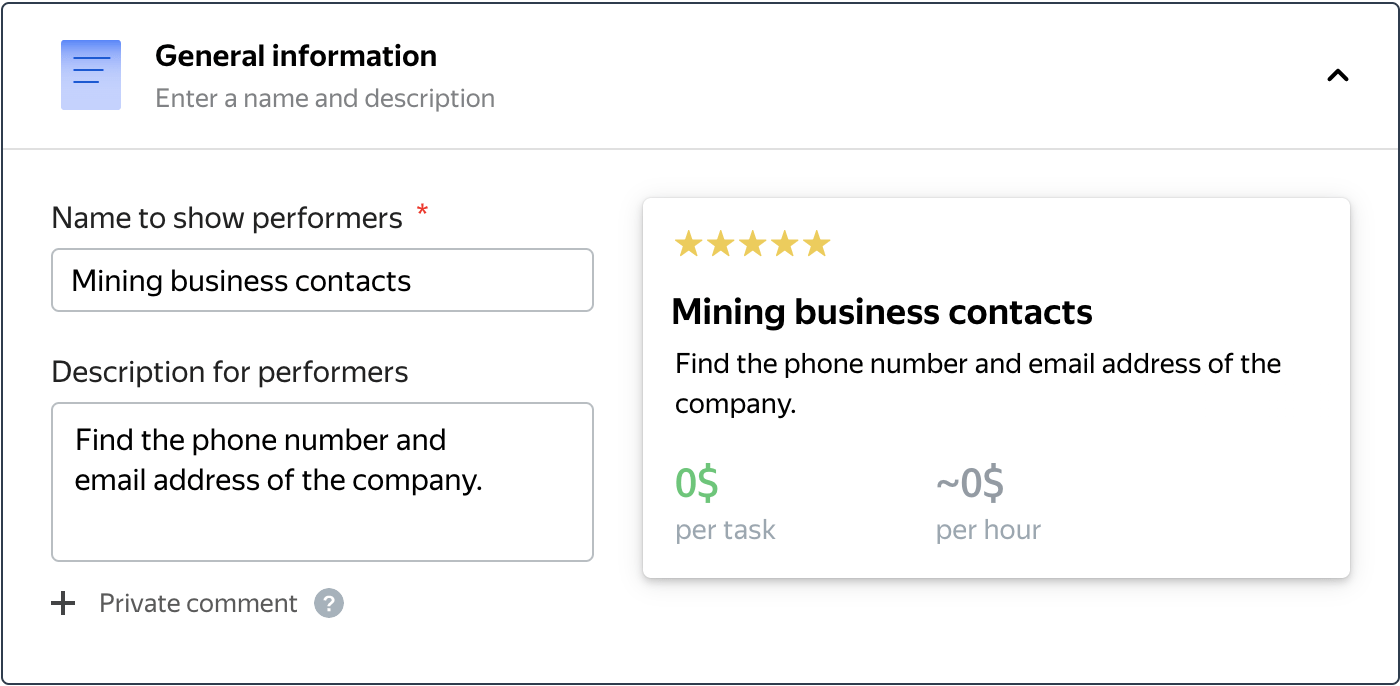 General information
Enter a name and description
Name to show performers *
Mining business contacts
Description for performers
Find the phone number and
email address of the company.
+ Private comment ?
Mining business contacts
Find the phone number and email address of the
company.
0$ ~0$
per task per hour